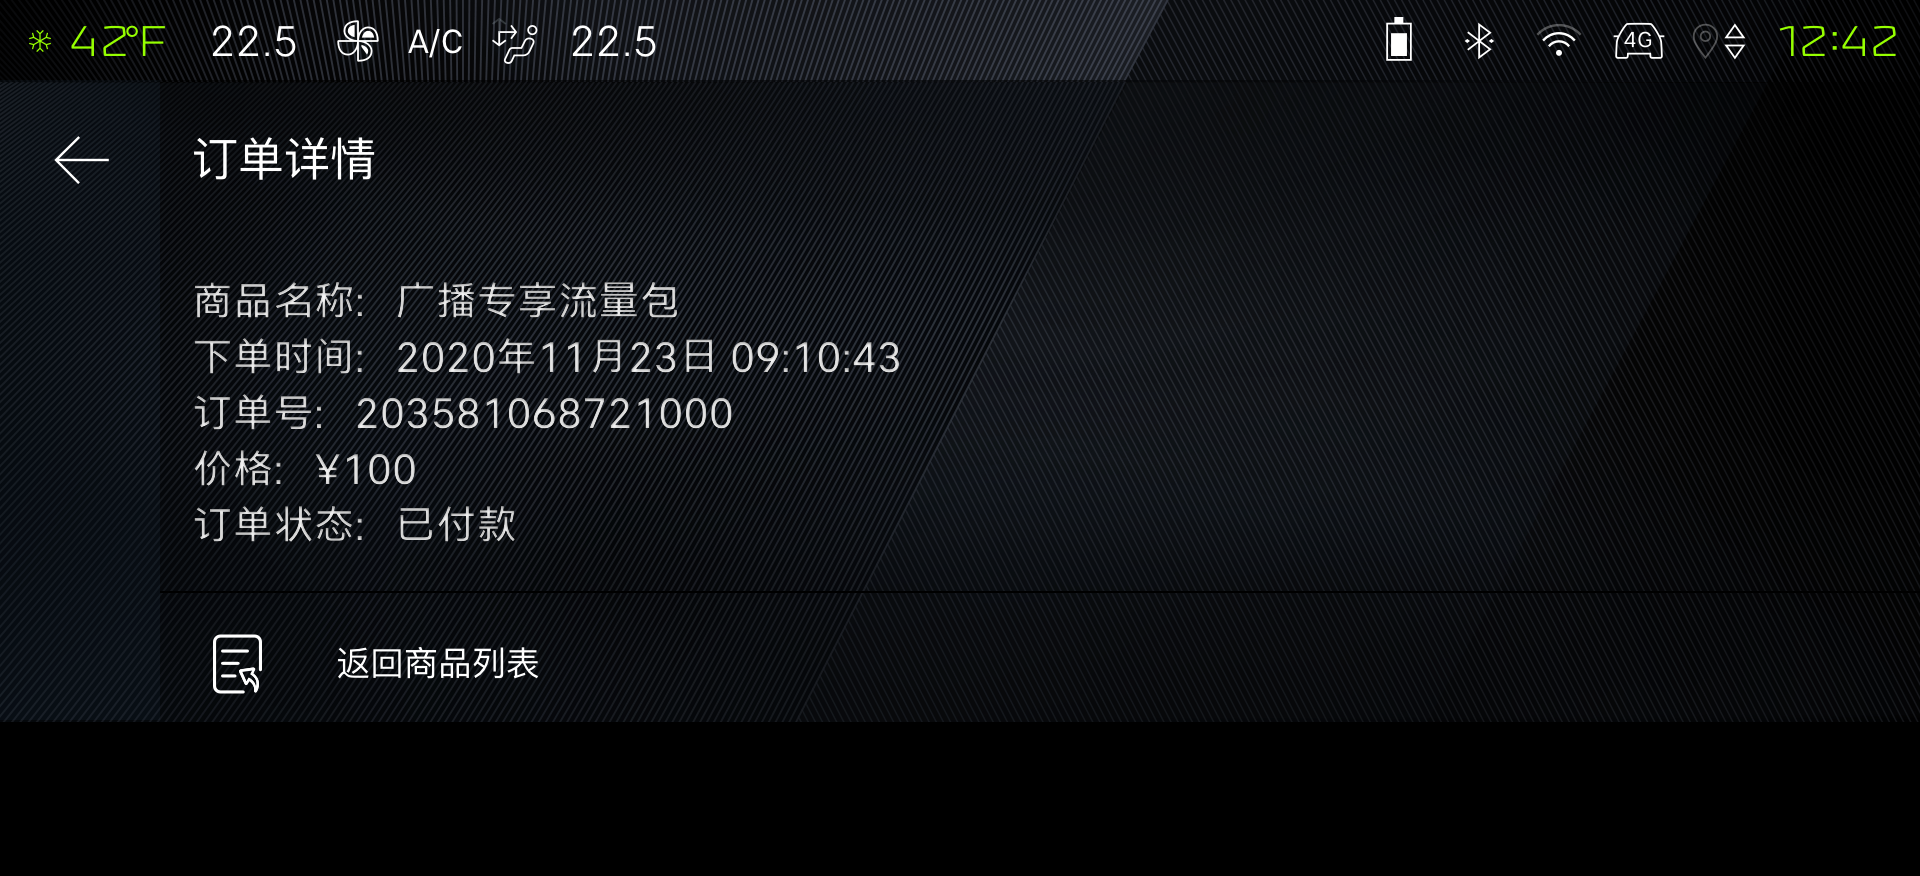 42°F 22.5 A/C 22.5 4G 12:42
订单详情
商品名称: 广播专享流量包
下单时间: 2020年11月23日 09:10:43
订单号: 203581068721000
价格: ¥100
订单状态: 已付款
返回商品列表